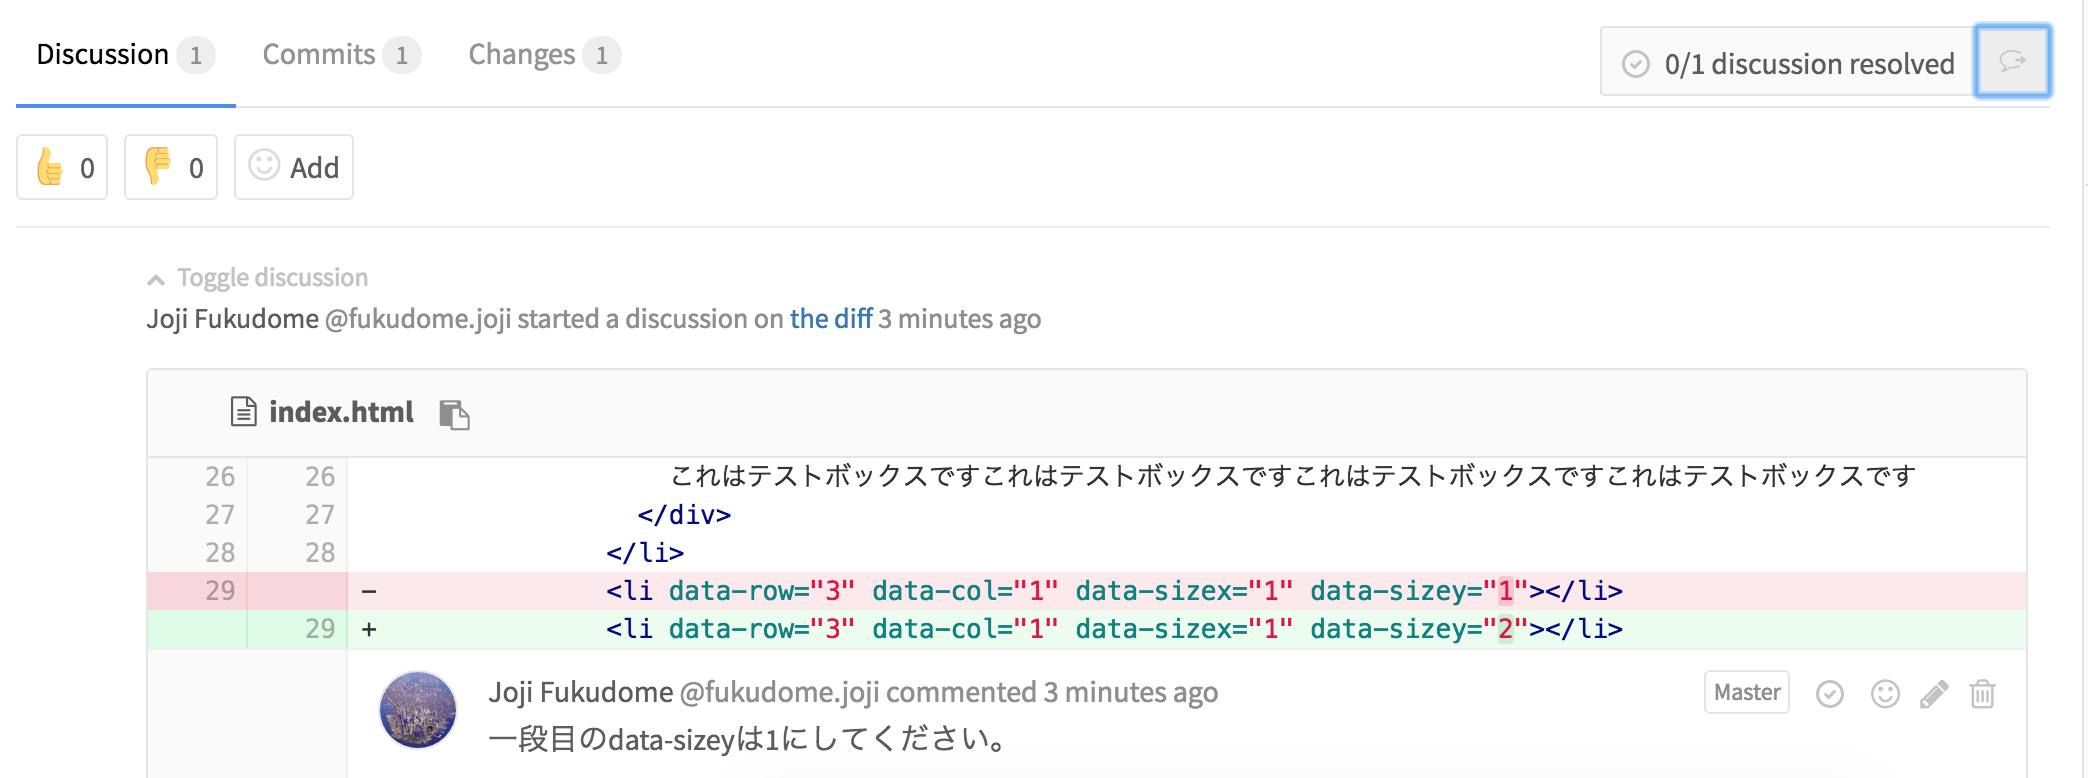 Discussion 1 Commits 1 Changes 1 0/1 discussion resolved
0 0 Add
Toggle discussion
Joji Fukudome @fukudome.joji started a discussion on the diff 3 minutes ago
index.html
26 26 これはテストボックスですこれはテストボックスですこれはテストボックスですこれはテストボックスです
27 27 </div>
28 28 </li>
29 - <li data-row="3" data-col="1" data-sizex="1" data-sizey="1"></li>
29 + <li data-row="3" data-col="1" data-sizex="1" data-sizey="2"></li>
Joji Fukudome @fukudome.joji commented 3 minutes ago Master
一段目のdata-sizeyは1にしてください。